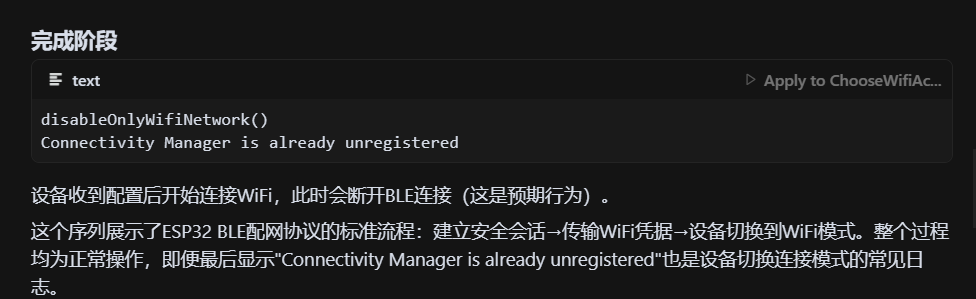 完成阶段
text
Apply to ChooseWifiAc...
disableOnlyWifiNetwork()
Connectivity Manager is already unregistered
设备收到配置后开始连接WiFi，此时会断开BLE连接（这是预期行为）。
这个序列展示了ESP32 BLE配网协议的标准流程：建立安全会话→传输WiFi凭据→设备切换到WiFi模式。整个过程
均为正常操作，即便最后显示"Connectivity Manager is already unregistered"也是设备切换连接模式的常见日
志。